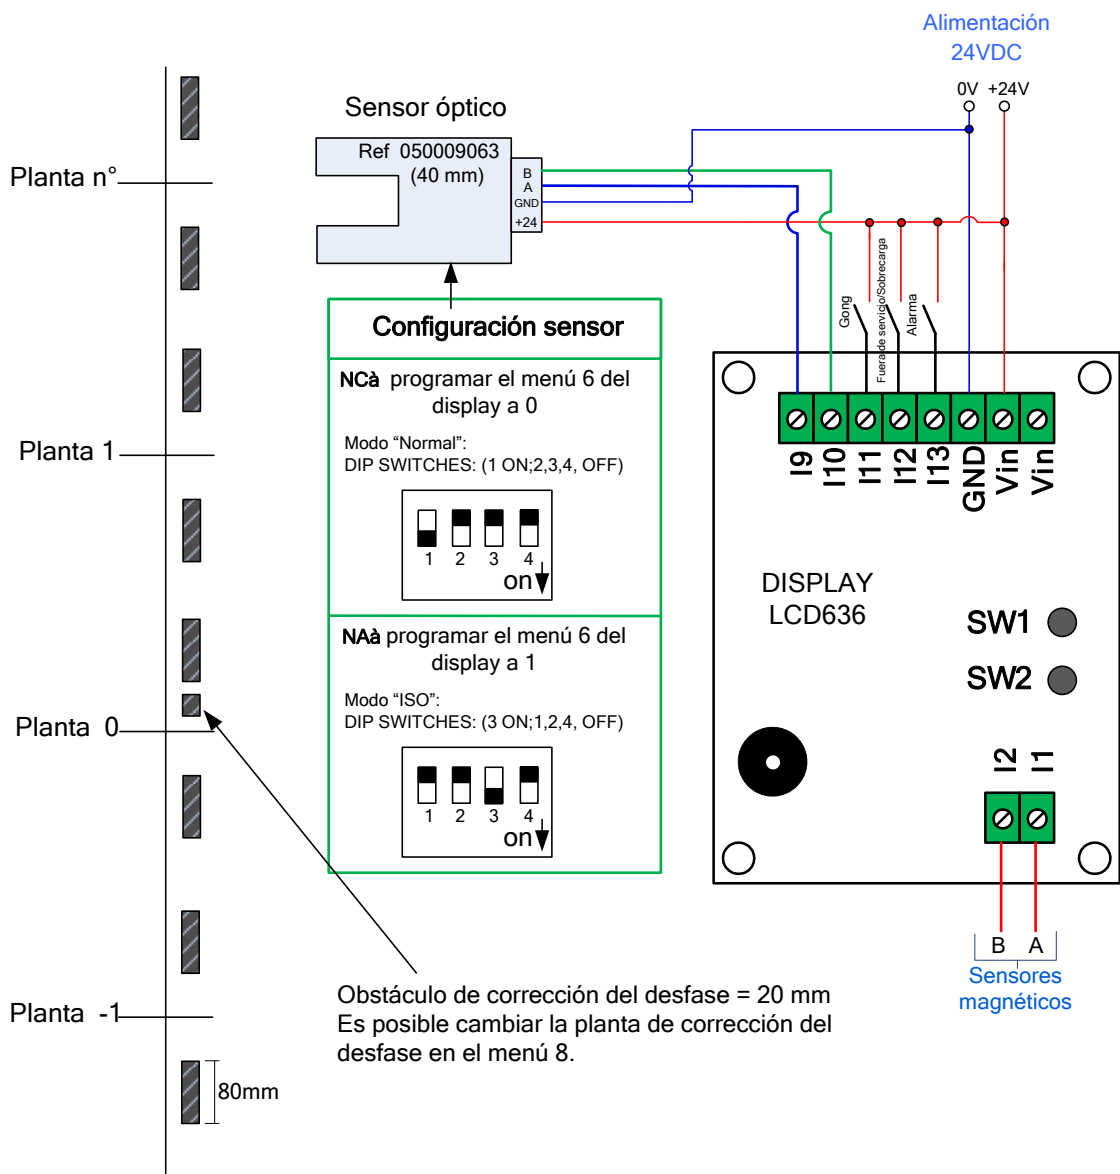 Alimentación
24VDC
0V +24V
Sensor óptico
Ref 050009063
(40 mm)
B
A
GND
+24
Planta n°
Planta 1
Planta 0
Planta -1
80mm
Gong
Fuera de servicio/Sobrecarga
Alarma
Configuración sensor
NCà programar el menú 6 del
display a 0
Modo “Normal”:
DIP SWITCHES: (1 ON;2,3,4, OFF)
1 2 3 4
on
NAà programar el menú 6 del
display a 1
Modo “ISO”:
DIP SWITCHES: (3 ON;1,2,4, OFF)
1 2 3 4
on
I9
I10
I11
I12
I13
GND
Vin
Vin
DISPLAY
LCD636
SW1
SW2
I2
I1
B A
Sensores
magnéticos
Obstáculo de corrección del desfase = 20 mm
Es posible cambiar la planta de corrección del
desfase en el menú 8.